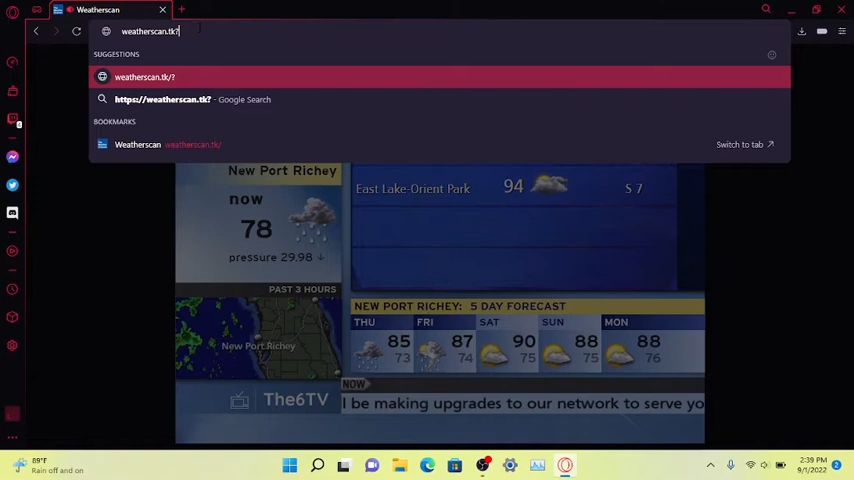 Weatherscan
weatherscan.tk?
SUGGESTIONS
weatherscan.tk/?
https://weatherscan.tk? - Google Search
BOOKMARKS
Weatherscan weatherscan.tk/ Switch to tab
New Port Richey
now
78
pressure 29.98
East Lake-Orient Park 94 S 7
PAST 3 HOURS
New Port Richey
NEW PORT RICHEY: 5 DAY FORECAST
THU FRI SAT SUN MON
85 87 90 88 88
73 74 75 75 76
NOW
The6TV
I be making upgrades to our network to serve yo
89°F
Rain off and on
2:39 PM
9/1/2022
2